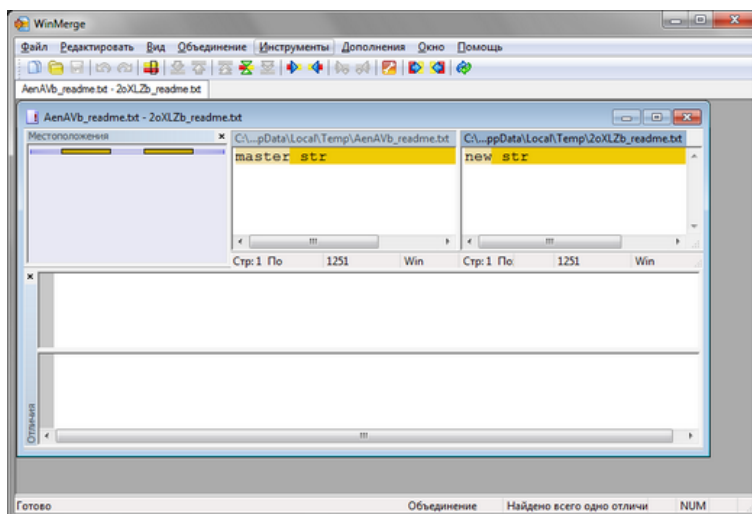 WinMerge
Файл Редактировать Вид Объединение Инструменты Дополнения Окно Помощь
AenAVb_readme.txt - 2oXLZb_readme.txt
AenAVb_readme.txt - 2oXLZb_readme.txt
Местоположения
C:\...pData\Local\Temp\AenAVb_readme.txt
C:\...ppData\Local\Temp\2oXLZb_readme.txt
master str
new str
Стр: 1 По 1251 Win
Стр: 1 По 1251 Win
Отличия
Готово Объединение Найдено всего одно отличи NUM